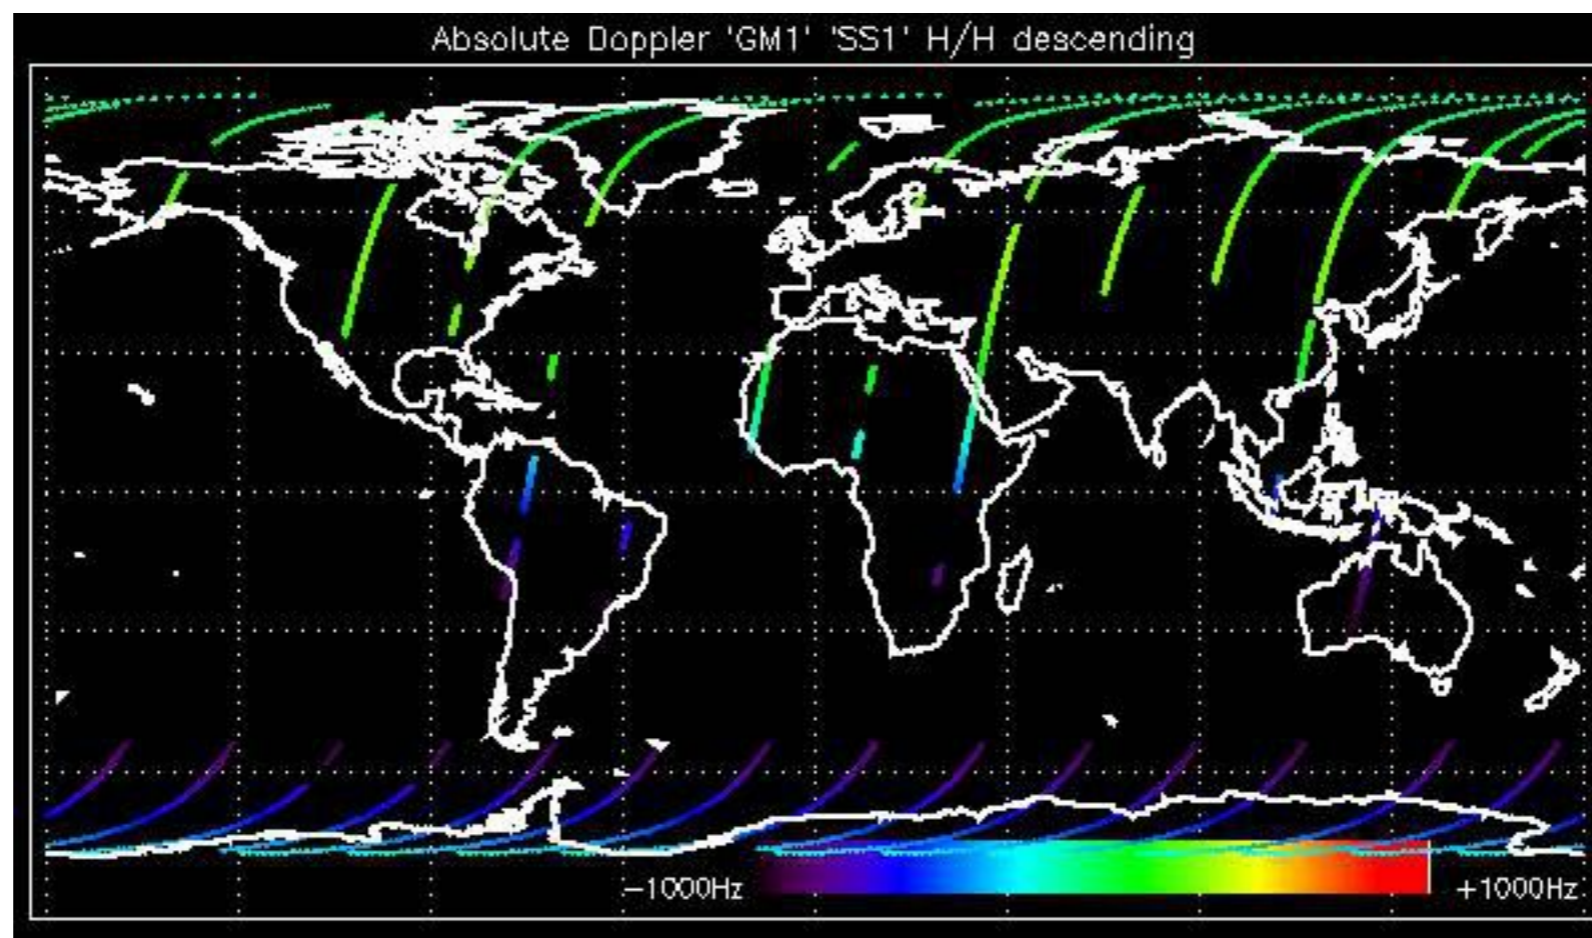 Absolute Doppler 'GM1' 'SS1' H/H descending
-1000Hz
+1000Hz